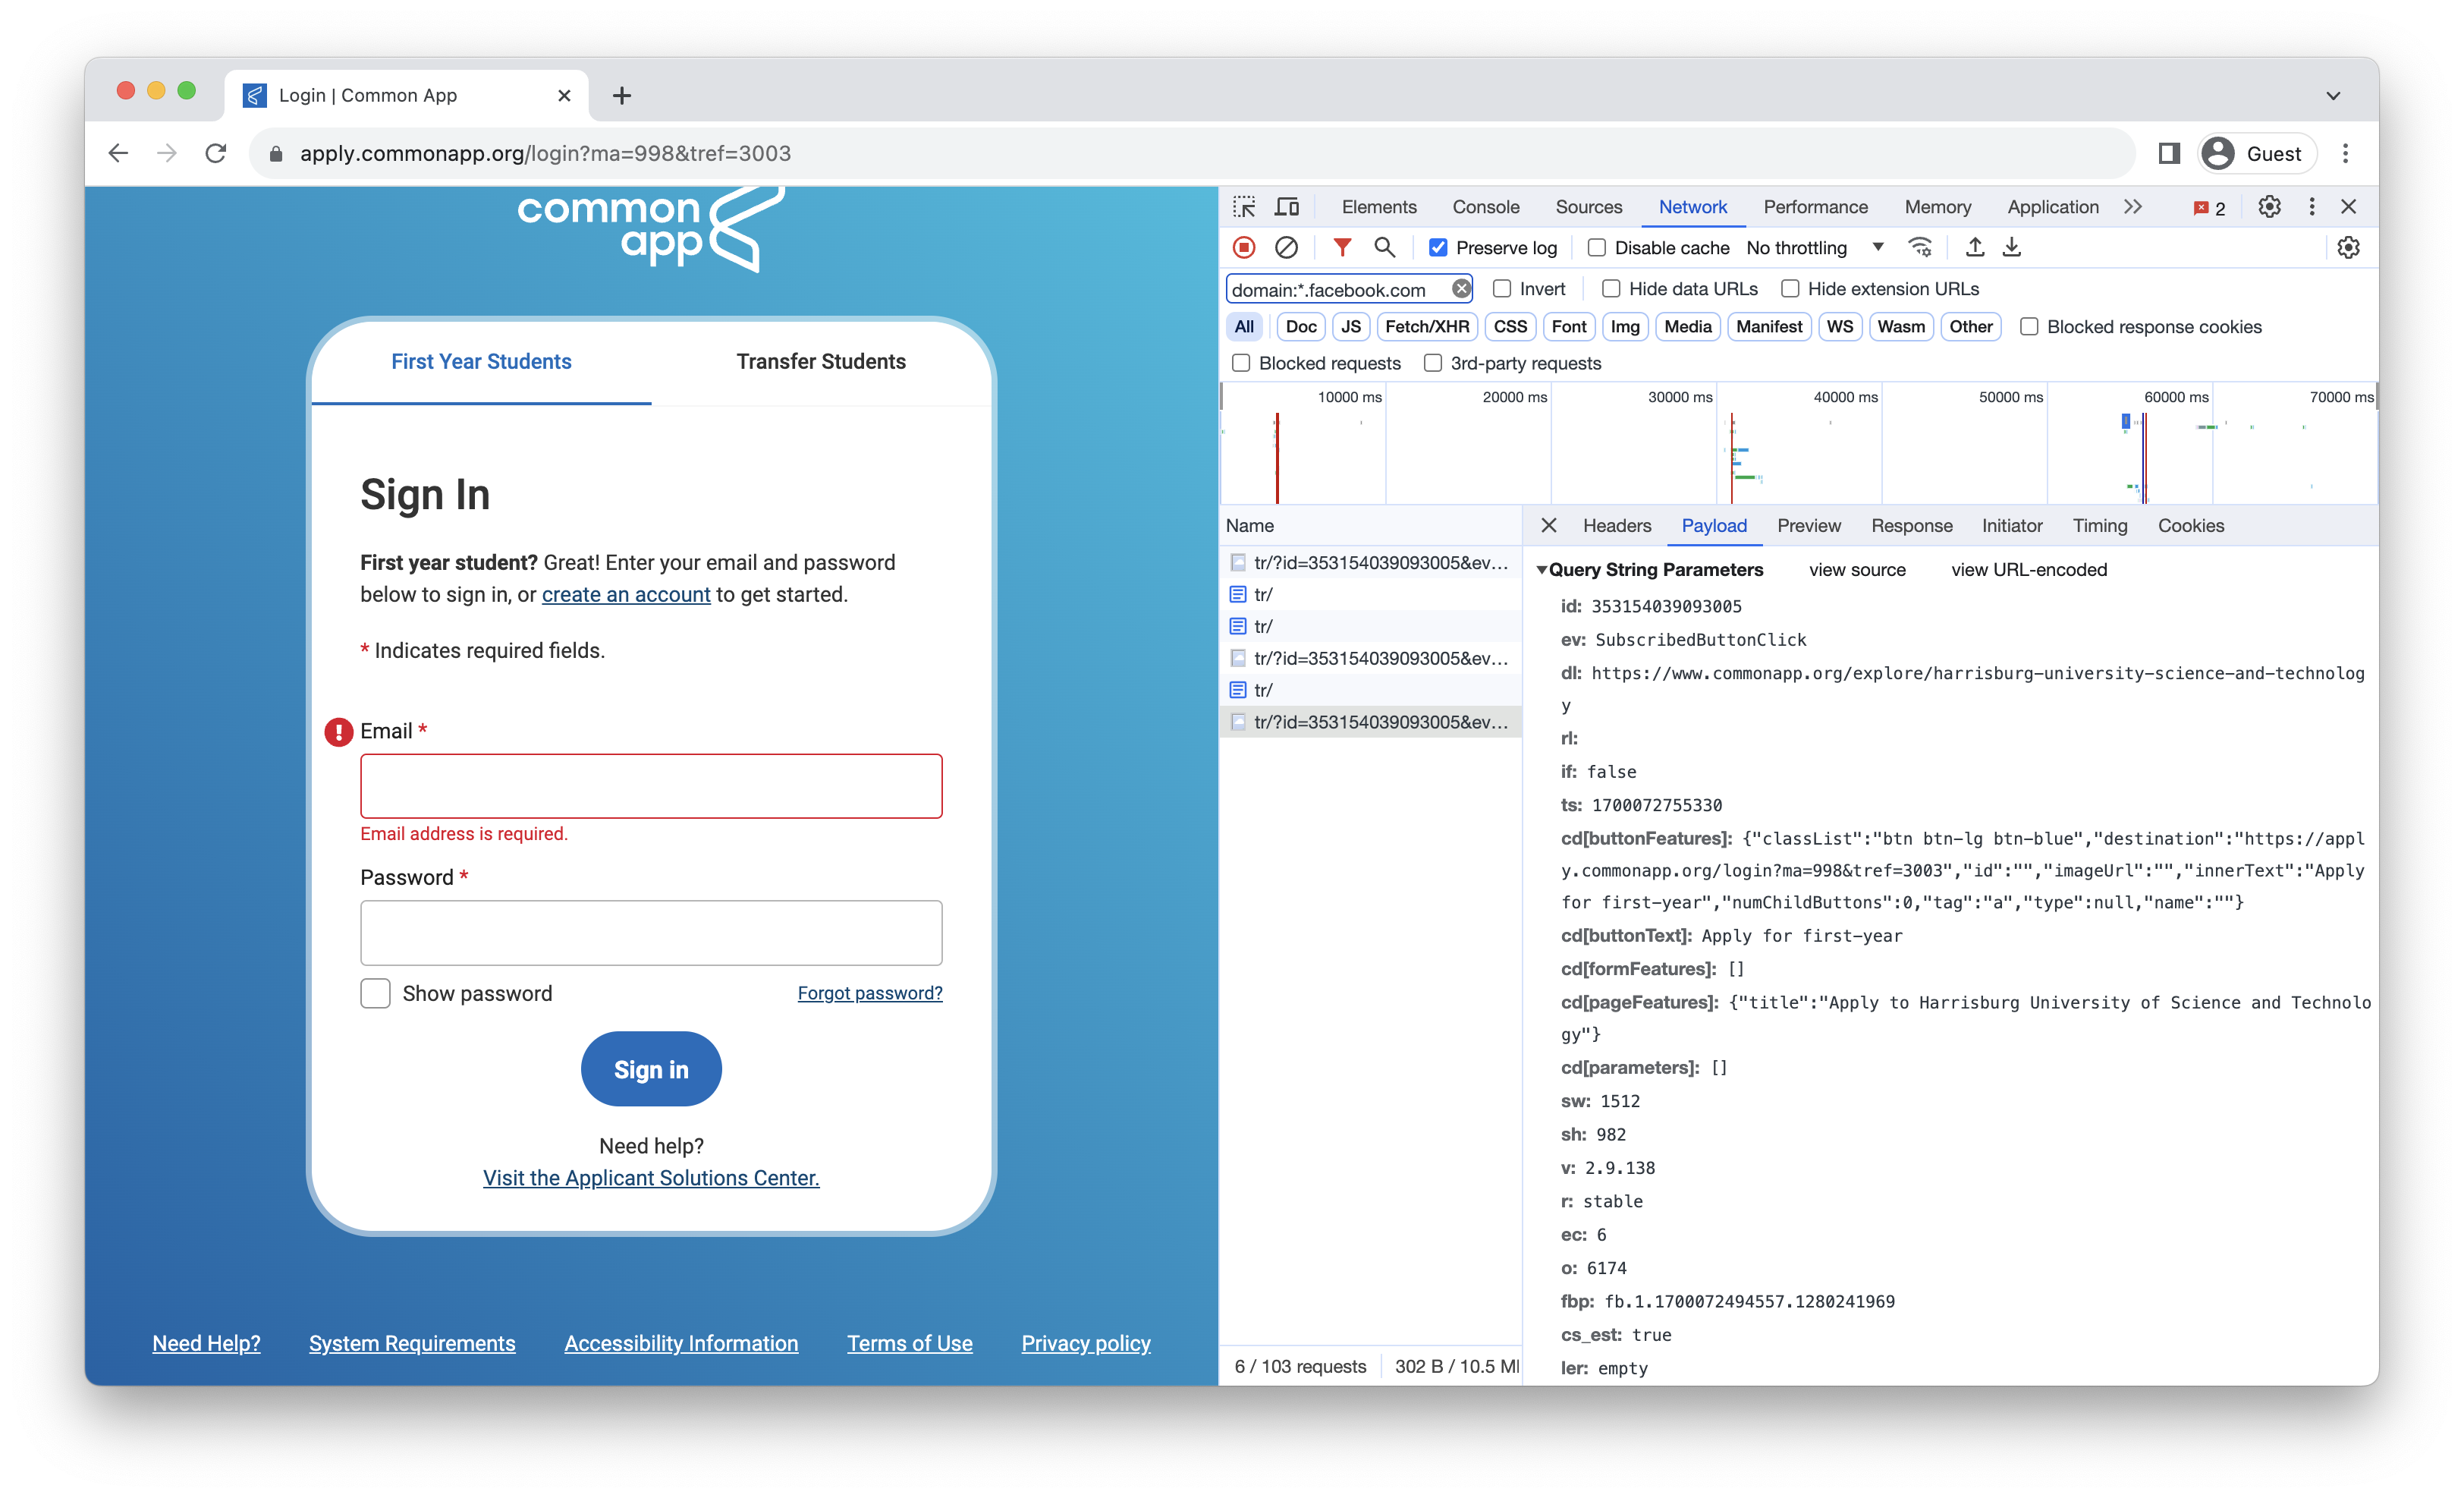 Login | Common App
apply.commonapp.org/login?ma=998&tref=3003
Guest
common
app
First Year Students
Transfer Students
Sign In
First year student? Great! Enter your email and password
below to sign in, or create an account to get started.
* Indicates required fields.
Email *
Email address is required.
Password *
Show password
Forgot password?
Sign in
Need help?
Visit the Applicant Solutions Center.
Need Help?
System Requirements
Accessibility Information
Terms of Use
Privacy policy
Elements
Console
Sources
Network
Performance
Memory
Application
2
Preserve log
Disable cache
No throttling
domain:*.facebook.com
Invert
Hide data URLs
Hide extension URLs
All
Doc
JS
Fetch/XHR
CSS
Font
Img
Media
Manifest
WS
Wasm
Other
Blocked response cookies
Blocked requests
3rd-party requests
10000 ms
20000 ms
30000 ms
40000 ms
50000 ms
60000 ms
70000 ms
Name
tr/?id=353154039093005&ev...
tr/
tr/
tr/?id=353154039093005&ev...
tr/
tr/?id=353154039093005&ev...
6 / 103 requests
302 B / 10.5 M
Headers
Payload
Preview
Response
Initiator
Timing
Cookies
Query String Parameters
view source
view URL-encoded
id: 353154039093005
ev: SubscribedButtonClick
dl: https://www.commonapp.org/explore/harrisburg-university-science-and-technolog
y
rl:
if: false
ts: 1700072755330
cd[buttonFeatures]: {"classList":"btn btn-lg btn-blue","destination":"https://appl
y.commonapp.org/login?ma=998&tref=3003","id":"","imageUrl":"","innerText":"Apply
for first-year","numChildButtons":0,"tag":"a","type":null,"name":""}
cd[buttonText]: Apply for first-year
cd[formFeatures]: []
cd[pageFeatures]: {"title":"Apply to Harrisburg University of Science and Technolo
gy"}
cd[parameters]: []
sw: 1512
sh: 982
v: 2.9.138
r: stable
ec: 6
o: 6174
fbp: fb.1.1700072494557.1280241969
cs_est: true
ler: empty